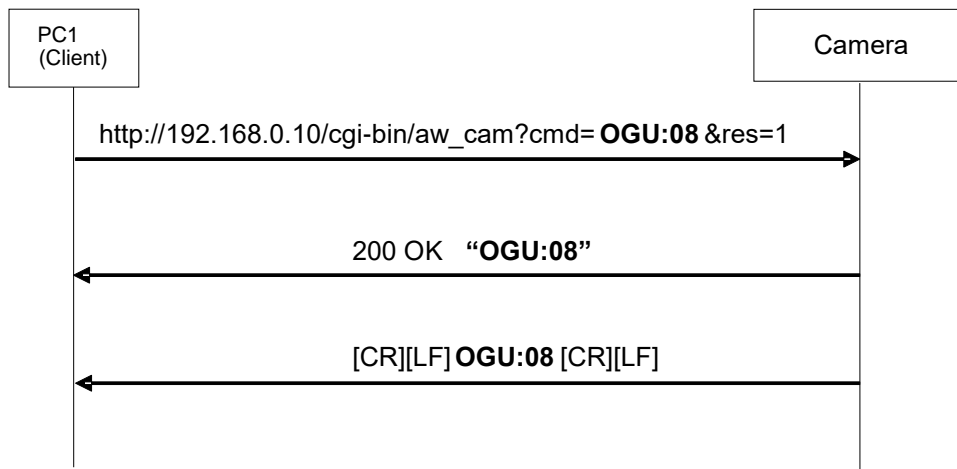 PC1
(Client)
Camera
http://192.168.0.10/cgi-bin/aw_cam?cmd= OGU:08 &res=1
200 OK “OGU:08”
[CR][LF] OGU:08 [CR][LF]